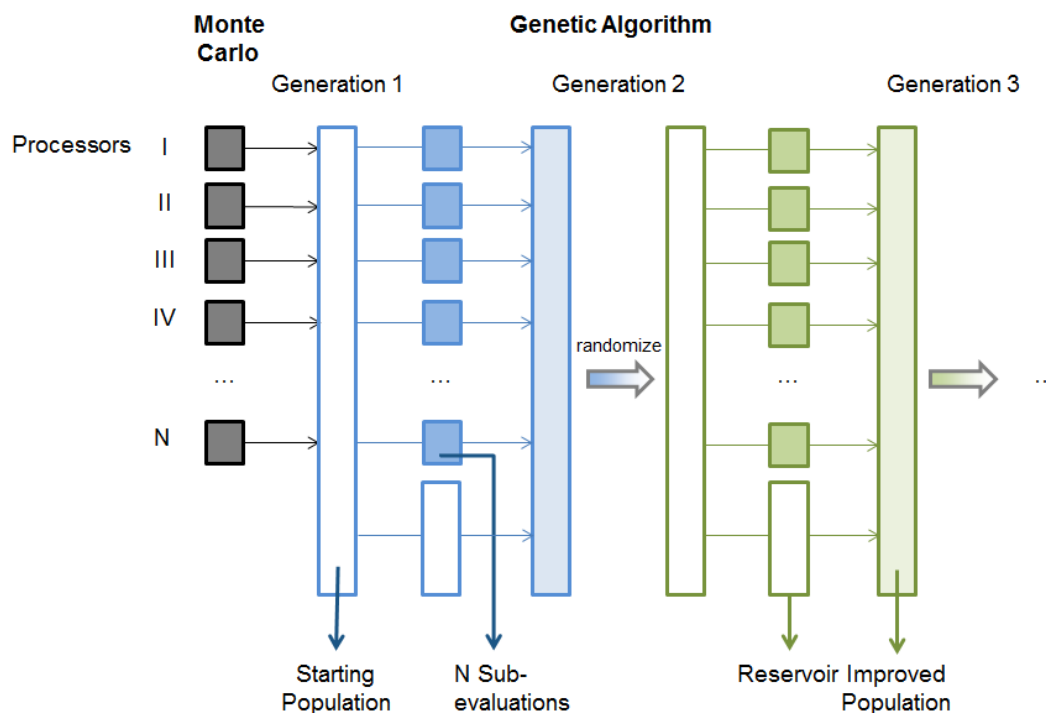 Monte
Carlo
Genetic Algorithm
Generation 1
Generation 2
Generation 3
Processors
I
II
III
IV
...
...
...
N
randomize
..
Starting
Population
N Sub-
evaluations
Reservoir
Improved
Population